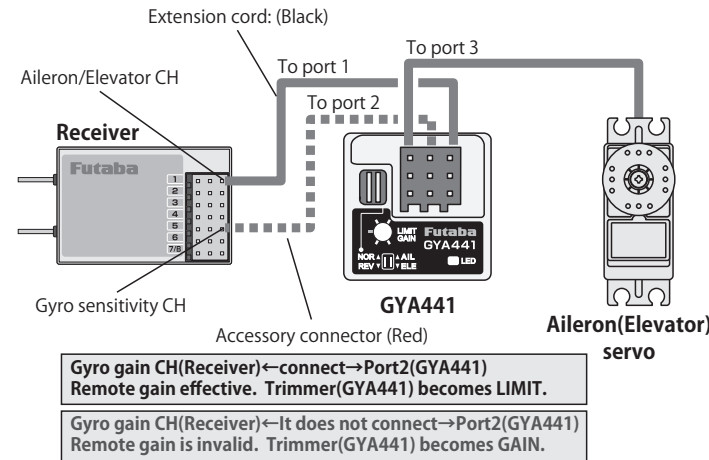 Extension cord: (Black)
To port 3
Aileron/Elevator CH
To port 1
To port 2
Receiver
Futaba
1
2
3
4
5
6
7/B
LIMIT
GAIN
Futaba
GYA441
NOR
AIL
REV
ELE
LED
Gyro sensitivity CH
GYA441
Accessory connector (Red)
Aileron(Elevator)
servo
Gyro gain CH(Receiver)←connect→Port2(GYA441)
Remote gain effective. Trimmer(GYA441) becomes LIMIT.
Gyro gain CH(Receiver)←It does not connect→Port2(GYA441)
Remote gain is invalid. Trimmer(GYA441) becomes GAIN.